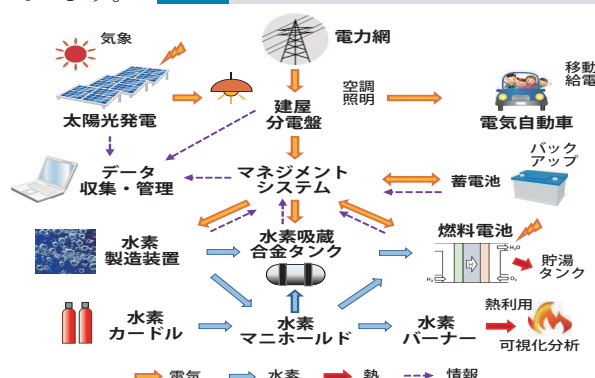 気象
電力網
移動
給電
空調
照明
太陽光発電
建屋
分電盤
電気自動車
バック
アップ
データ
収集・管理
マネジメント
システム
蓄電池
水素
製造装置
水素吸蔵
合金タンク
燃料電池
H₂O
貯湯
タンク
H₂
O₂
熱利用
水素
カードル
水素
マニホールド
水素
バーナー
可視化分析
電気
水素
熱
情報